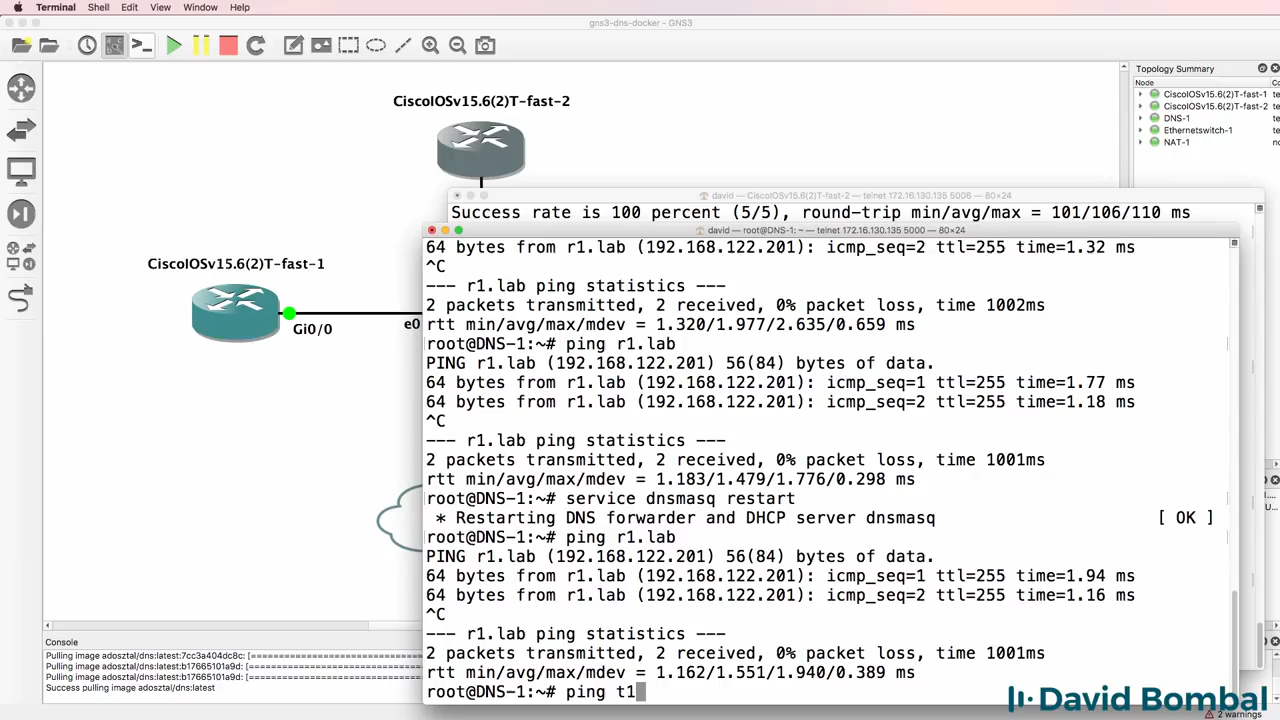 Terminal Shell Edit View Window Help
gns3-dns-docker - GNS3
Topology Summary
Node
CiscoIOSv15.6(2)T-fast-1 te
CiscoIOSv15.6(2)T-fast-2 te
DNS-1 te
Ethernetswitch-1 te
NAT-1 no
CiscoIOSv15.6(2)T-fast-2
CiscoIOSv15.6(2)T-fast-1
Gi0/0
e0
david — CiscoIOSv15.6(2)T-fast-2 — telnet 172.16.130.135 5006 — 80×24
Success rate is 100 percent (5/5), round-trip min/avg/max = 101/106/110 ms
david — root@DNS-1: ~ — telnet 172.16.130.135 5000 — 80×24
64 bytes from r1.lab (192.168.122.201): icmp_seq=2 ttl=255 time=1.32 ms
^C
--- r1.lab ping statistics ---
2 packets transmitted, 2 received, 0% packet loss, time 1002ms
rtt min/avg/max/mdev = 1.320/1.977/2.635/0.659 ms
root@DNS-1:~# ping r1.lab
PING r1.lab (192.168.122.201) 56(84) bytes of data.
64 bytes from r1.lab (192.168.122.201): icmp_seq=1 ttl=255 time=1.77 ms
64 bytes from r1.lab (192.168.122.201): icmp_seq=2 ttl=255 time=1.18 ms
^C
--- r1.lab ping statistics ---
2 packets transmitted, 2 received, 0% packet loss, time 1001ms
rtt min/avg/max/mdev = 1.183/1.479/1.776/0.298 ms
root@DNS-1:~# service dnsmasq restart
* Restarting DNS forwarder and DHCP server dnsmasq [ OK ]
root@DNS-1:~# ping r1.lab
PING r1.lab (192.168.122.201) 56(84) bytes of data.
64 bytes from r1.lab (192.168.122.201): icmp_seq=1 ttl=255 time=1.94 ms
64 bytes from r1.lab (192.168.122.201): icmp_seq=2 ttl=255 time=1.16 ms
^C
--- r1.lab ping statistics ---
2 packets transmitted, 2 received, 0% packet loss, time 1001ms
rtt min/avg/max/mdev = 1.162/1.551/1.940/0.389 ms
root@DNS-1:~# ping t1
Console
Pulling image adosztal/dns:latest:7cc3a404dc8c: [==================================
Pulling image adosztal/dns:latest:b17665101a9d: [==================================
Pulling image adosztal/dns:latest:b17665101a9d: [==================================
Success pulling image adosztal/dns:latest
David Bombal
2 warnings